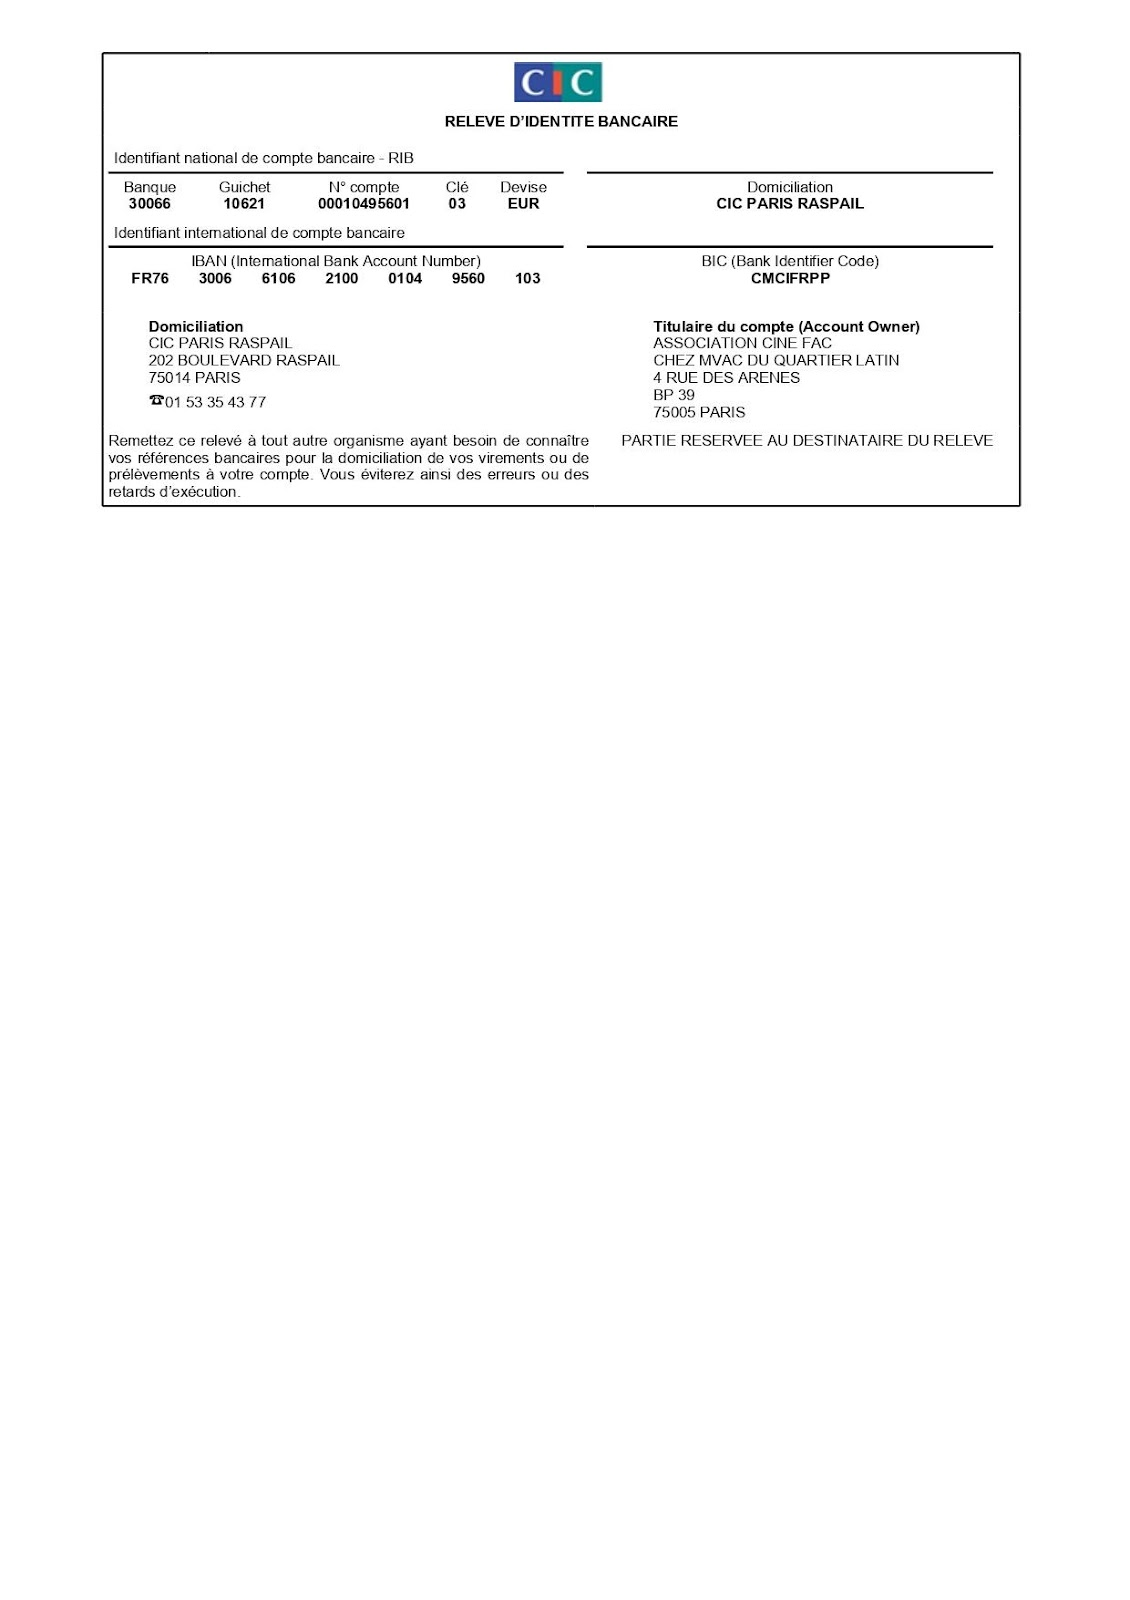 CIC
RELEVE D'IDENTITE BANCAIRE
Identifiant national de compte bancaire - RIB
Banque Guichet N° compte Clé Devise Domiciliation
30066 10621 00010495601 03 EUR CIC PARIS RASPAIL
Identifiant international de compte bancaire
IBAN (International Bank Account Number) BIC (Bank Identifier Code)
FR76 3006 6106 2100 0104 9560 103 CMCIFRPP
Domiciliation
CIC PARIS RASPAIL
202 BOULEVARD RASPAIL
75014 PARIS
☎01 53 35 43 77
Titulaire du compte (Account Owner)
ASSOCIATION CINE FAC
CHEZ MVAC DU QUARTIER LATIN
4 RUE DES ARENES
BP 39
75005 PARIS
Remettez ce relevé à tout autre organisme ayant besoin de connaître
vos références bancaires pour la domiciliation de vos virements ou de
prélèvements à votre compte. Vous éviterez ainsi des erreurs ou des
retards d'exécution.
PARTIE RESERVEE AU DESTINATAIRE DU RELEVE